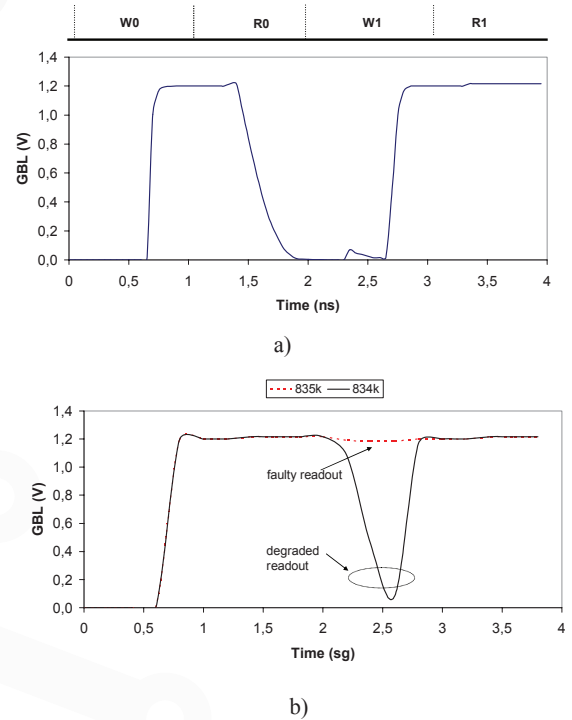 W0 R0 W1 R1
1,4
1,2
1,0
0,8
0,6
0,4
0,2
0,0
GBL (V)
0 0,5 1 1,5 2 2,5 3 3,5 4
Time (ns)
a)
835k 834k
1,4
1,2
1,0
0,8
0,6
0,4
0,2
0,0
GBL (V)
faulty readout
degraded
readout
0 0,5 1 1,5 2 2,5 3 3,5 4
Time (sg)
b)